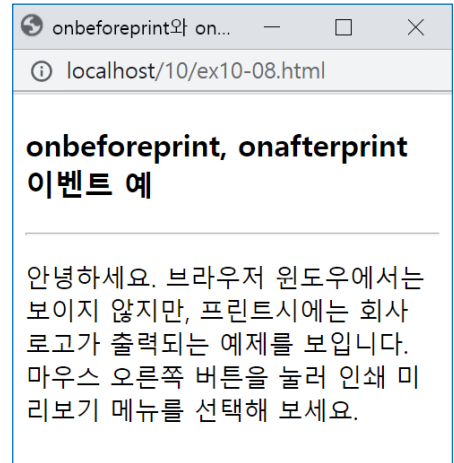 onbeforeprint와 on...
localhost/10/ex10-08.html
onbeforeprint, onafterprint
이벤트 예
안녕하세요. 브라우저 윈도우에서는
보이지 않지만, 프린트시에는 회사
로고가 출력되는 예제를 보입니다.
마우스 오른쪽 버튼을 눌러 인쇄 미
리보기 메뉴를 선택해 보세요.